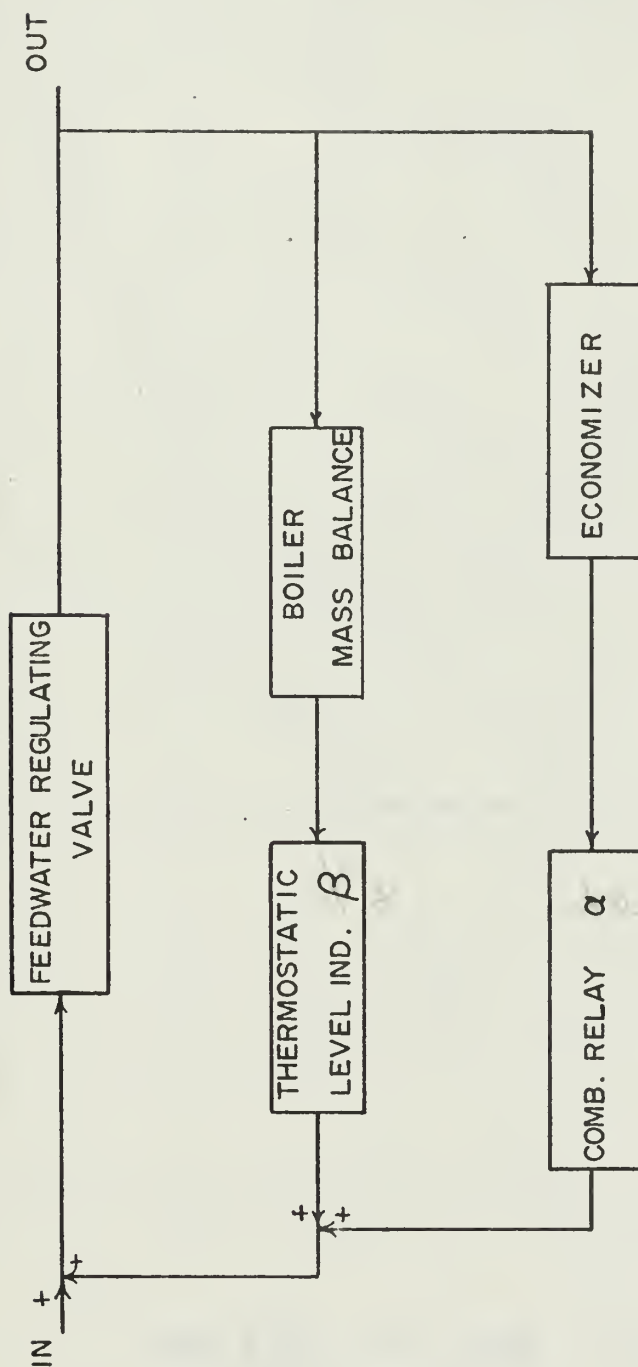 IN
+
+
FEEDWATER REGULATING
VALVE
OUT
+
+
THERMOSTATIC
LEVEL IND. β
BOILER
MASS BALANCE
COMB. RELAY α
ECONOMIZER